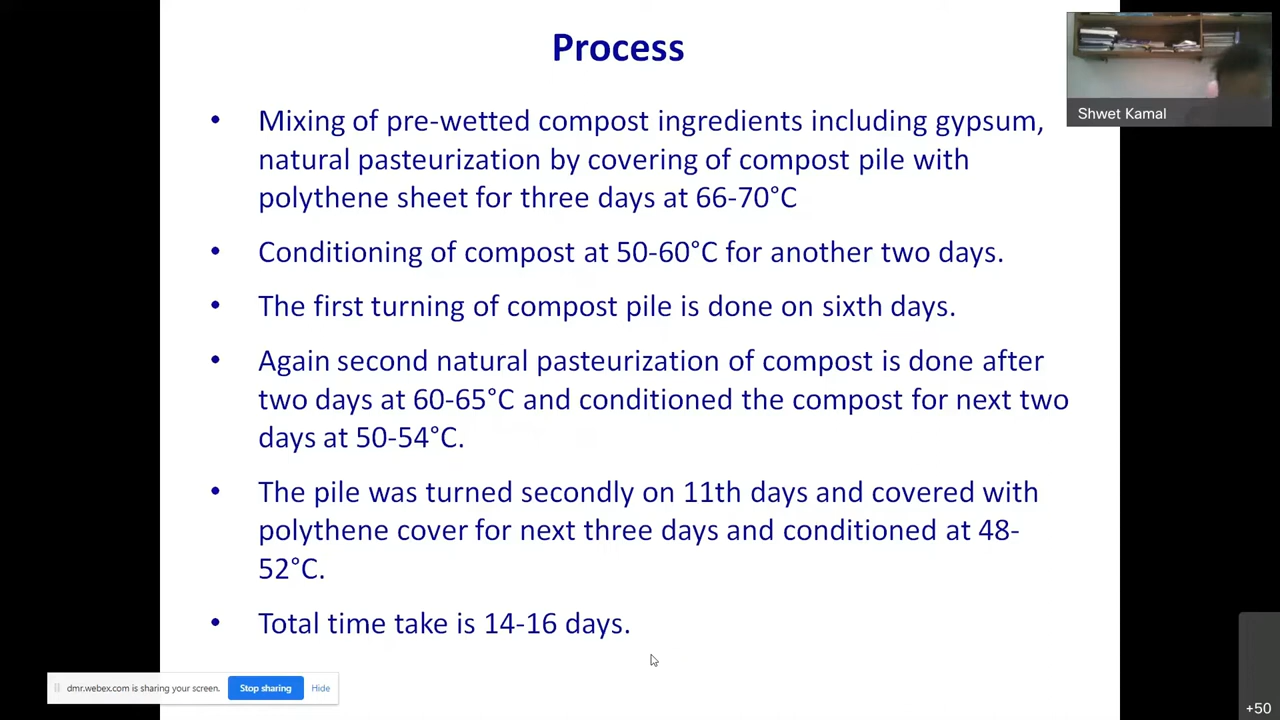 Process
Shwet Kamal
• Mixing of pre-wetted compost ingredients including gypsum,
natural pasteurization by covering of compost pile with
polythene sheet for three days at 66-70°C
• Conditioning of compost at 50-60°C for another two days.
• The first turning of compost pile is done on sixth days.
• Again second natural pasteurization of compost is done after
two days at 60-65°C and conditioned the compost for next two
days at 50-54°C.
• The pile was turned secondly on 11th days and covered with
polythene cover for next three days and conditioned at 48-
52°C.
• Total time take is 14-16 days.
dmr.webex.com is sharing your screen. Stop sharing Hide
+50